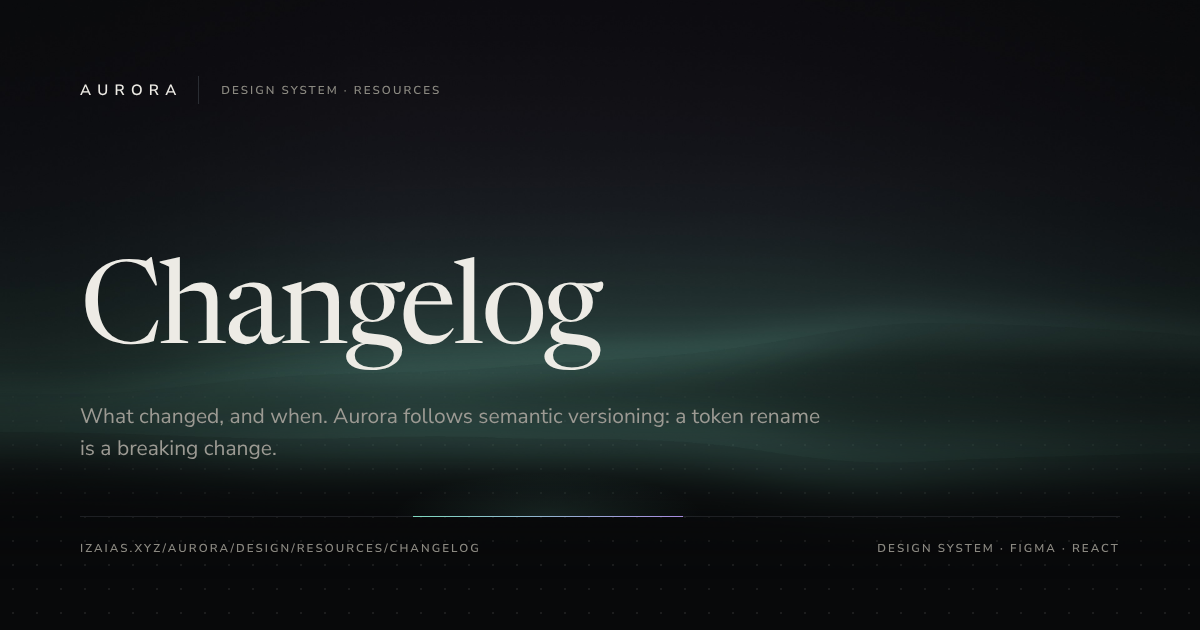 AURORA
DESIGN SYSTEM · RESOURCES
Changelog
What changed, and when. Aurora follows semantic versioning: a token rename
is a breaking change.
IZAIAS.XYZ/AURORA/DESIGN/RESOURCES/CHANGELOG
DESIGN SYSTEM · FIGMA · REACT